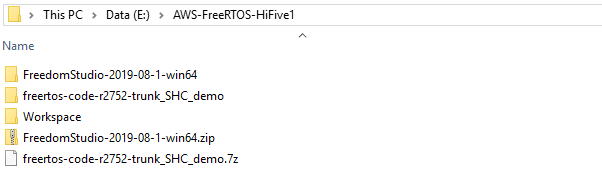 This PC > Data (E:) > AWS-FreeRTOS-HiFive1
Name
FreedomStudio-2019-08-1-win64
freertos-code-r2752-trunk_SHC_demo
Workspace
FreedomStudio-2019-08-1-win64.zip
freertos-code-r2752-trunk_SHC_demo.7z